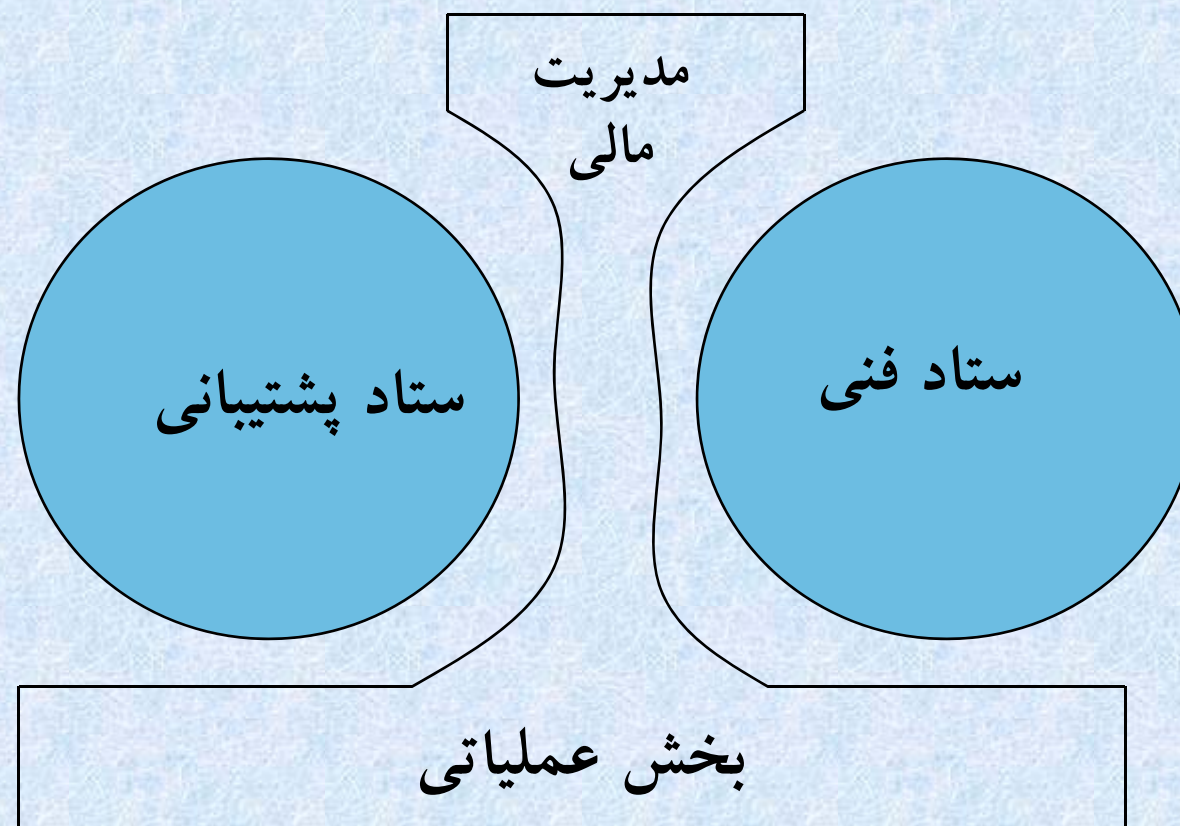 مدیریت
مالی
ستاد فنی
ستاد پشتیبانی
بخش عملیاتی